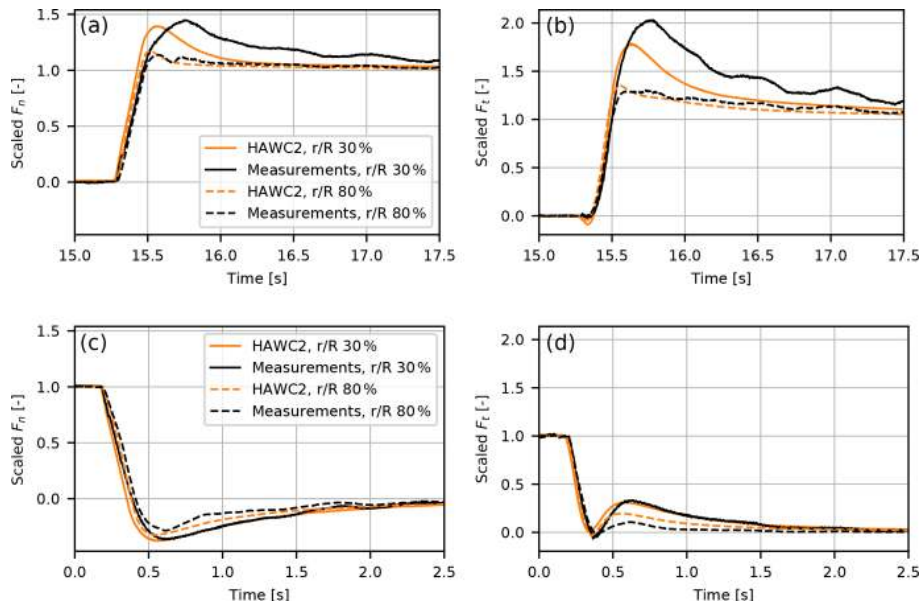 (a)
1.5
1.0
0.5
0.0
Scaled Fn [-]
HAWC2, r/R 30%
Measurements, r/R 30%
HAWC2, r/R 80%
Measurements, r/R 80%
15.0 15.5 16.0 16.5 17.0 17.5
Time [s]
(b)
2.0
1.5
1.0
0.5
0.0
Scaled Ft [-]
15.0 15.5 16.0 16.5 17.0 17.5
Time [s]
(c)
1.5
1.0
0.5
0.0
Scaled Fn [-]
HAWC2, r/R 30%
Measurements, r/R 30%
HAWC2, r/R 80%
Measurements, r/R 80%
0.0 0.5 1.0 1.5 2.0 2.5
Time [s]
(d)
2.0
1.5
1.0
0.5
0.0
Scaled Ft [-]
0.0 0.5 1.0 1.5 2.0 2.5
Time [s]